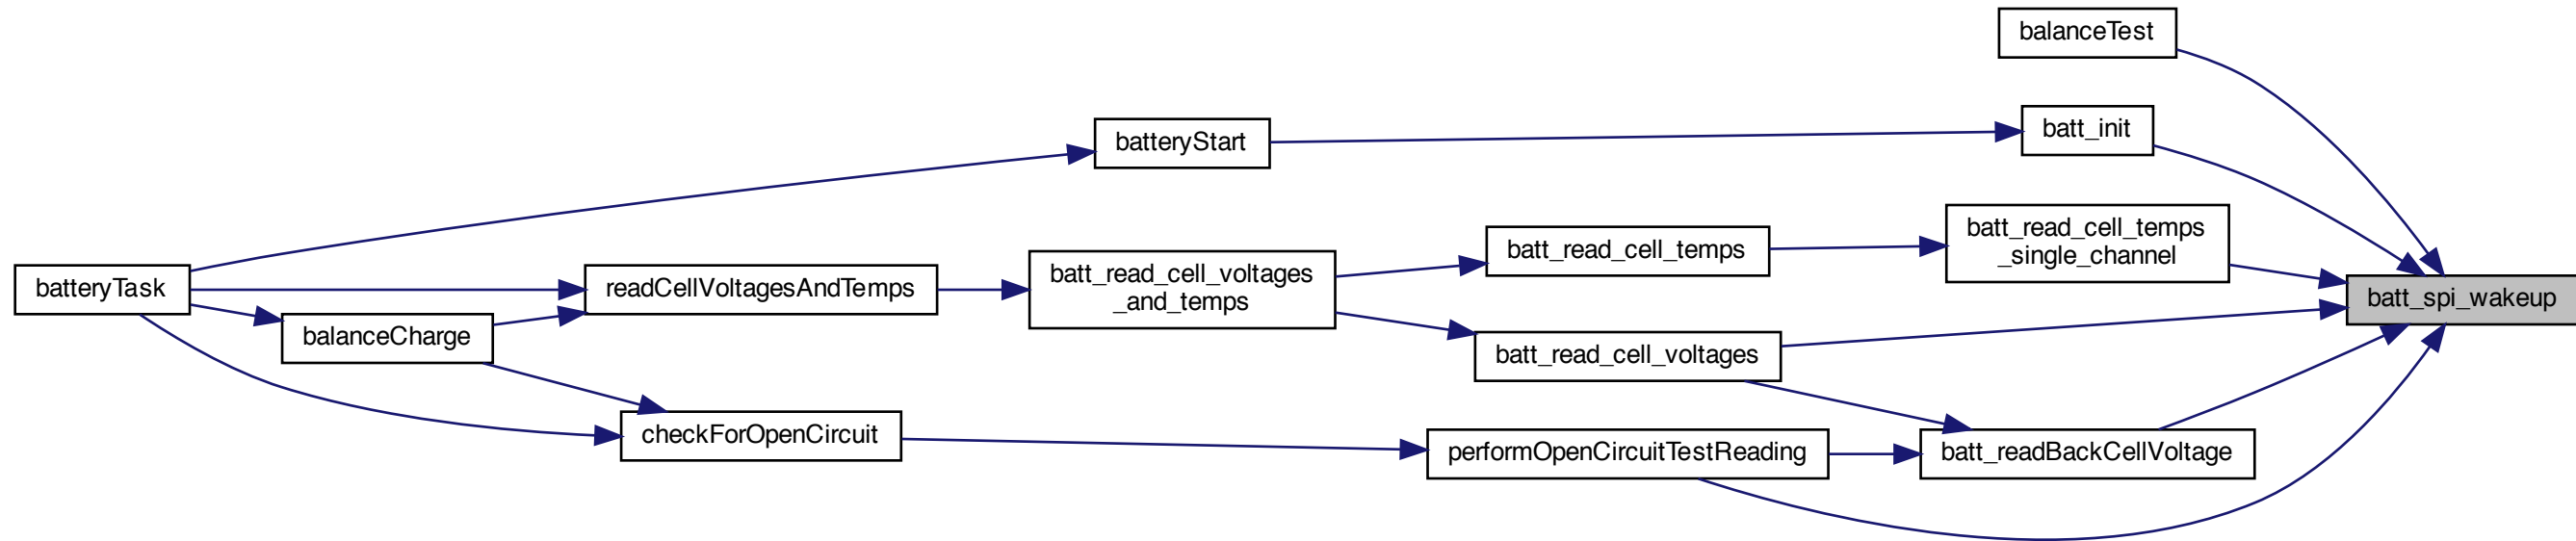 balanceTest
batteryStart
batt_init
batt_read_cell_temps
_single_channel
batt_read_cell_temps
batteryTask
readCellVoltagesAndTemps
batt_read_cell_voltages
_and_temps
batt_spi_wakeup
balanceCharge
batt_read_cell_voltages
checkForOpenCircuit
performOpenCircuitTestReading
batt_readBackCellVoltage